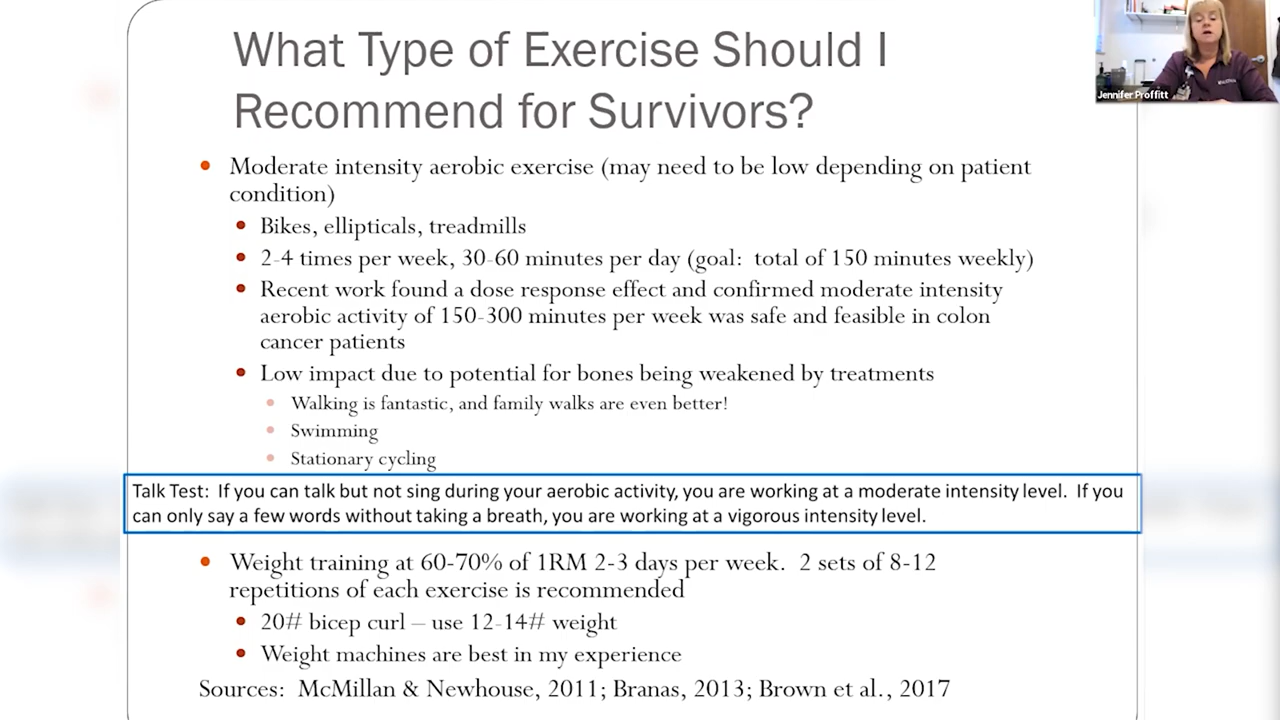 What Type of Exercise Should I
Recommend for Survivors?
Jennifer Proffitt
Moderate intensity aerobic exercise (may need to be low depending on patient
condition)
Bikes, ellipticals, treadmills
2-4 times per week, 30-60 minutes per day (goal: total of 150 minutes weekly)
Recent work found a dose response effect and confirmed moderate intensity
aerobic activity of 150-300 minutes per week was safe and feasible in colon
cancer patients
Low impact due to potential for bones being weakened by treatments
Walking is fantastic, and family walks are even better!
Swimming
Stationary cycling
Talk Test: If you can talk but not sing during your aerobic activity, you are working at a moderate intensity level. If you
can only say a few words without taking a breath, you are working at a vigorous intensity level.
Weight training at 60-70% of 1RM 2-3 days per week. 2 sets of 8-12
repetitions of each exercise is recommended
20# bicep curl – use 12-14# weight
Weight machines are best in my experience
Sources: McMillan & Newhouse, 2011; Branas, 2013; Brown et al., 2017